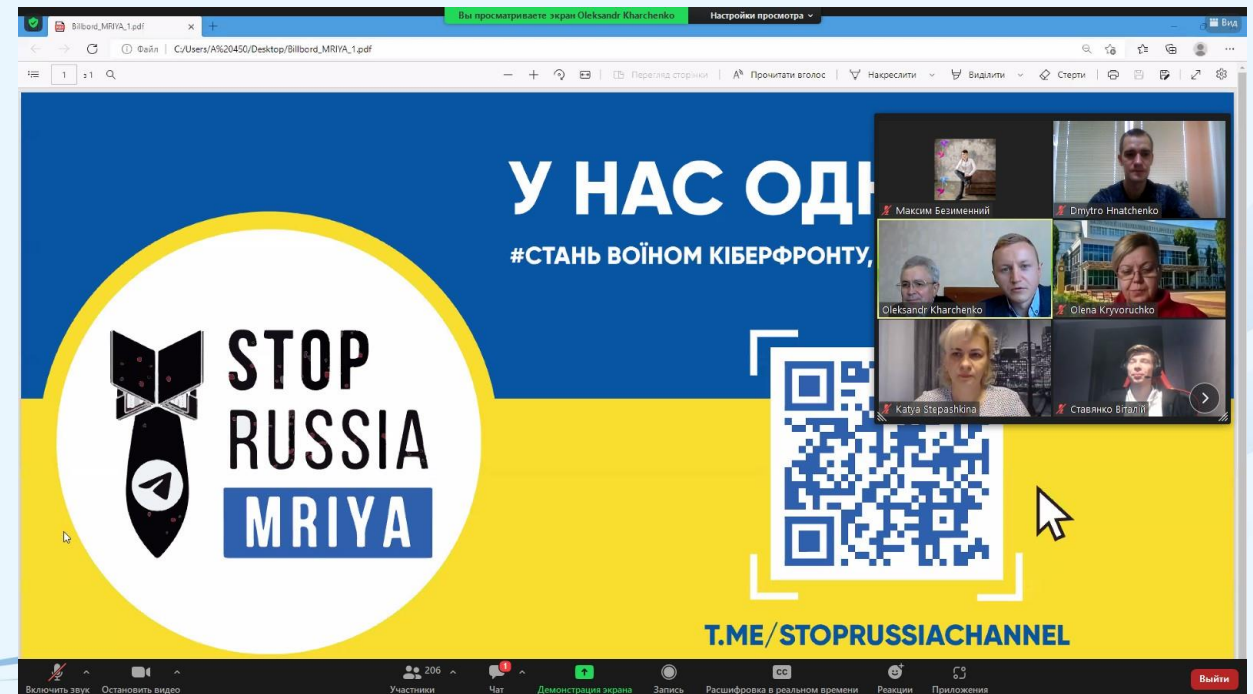 Вы просматриваете экран Oleksandr Kharchenko
Настройки просмотра
Billbord_MRIYA_1.pdf
Вид
Файл | C:/Users/A%20450/Desktop/Billbord_MRIYA_1.pdf
1 з 1
Перегляд сторінки
Прочитати вголос
Накреслити
Виділити
Стерти
У НАС ОДН
#СТАНЬ ВОЇНОМ КІБЕРФРОНТУ,
Максим Безименний
Dmytro Hnatchenko
Oleksandr Kharchenko
Olena Kryvoruchko
Katya Stepashkina
Ставянко Віталій
STOP
RUSSIA
MRIYA
T.ME/STOPRUSSIACHANNEL
Включить звук
Остановить видео
206
Участники
1
Чат
Демонстрация экрана
Запись
CC
Расшифровка в реальном времени
Реакции
Приложения
Выйти